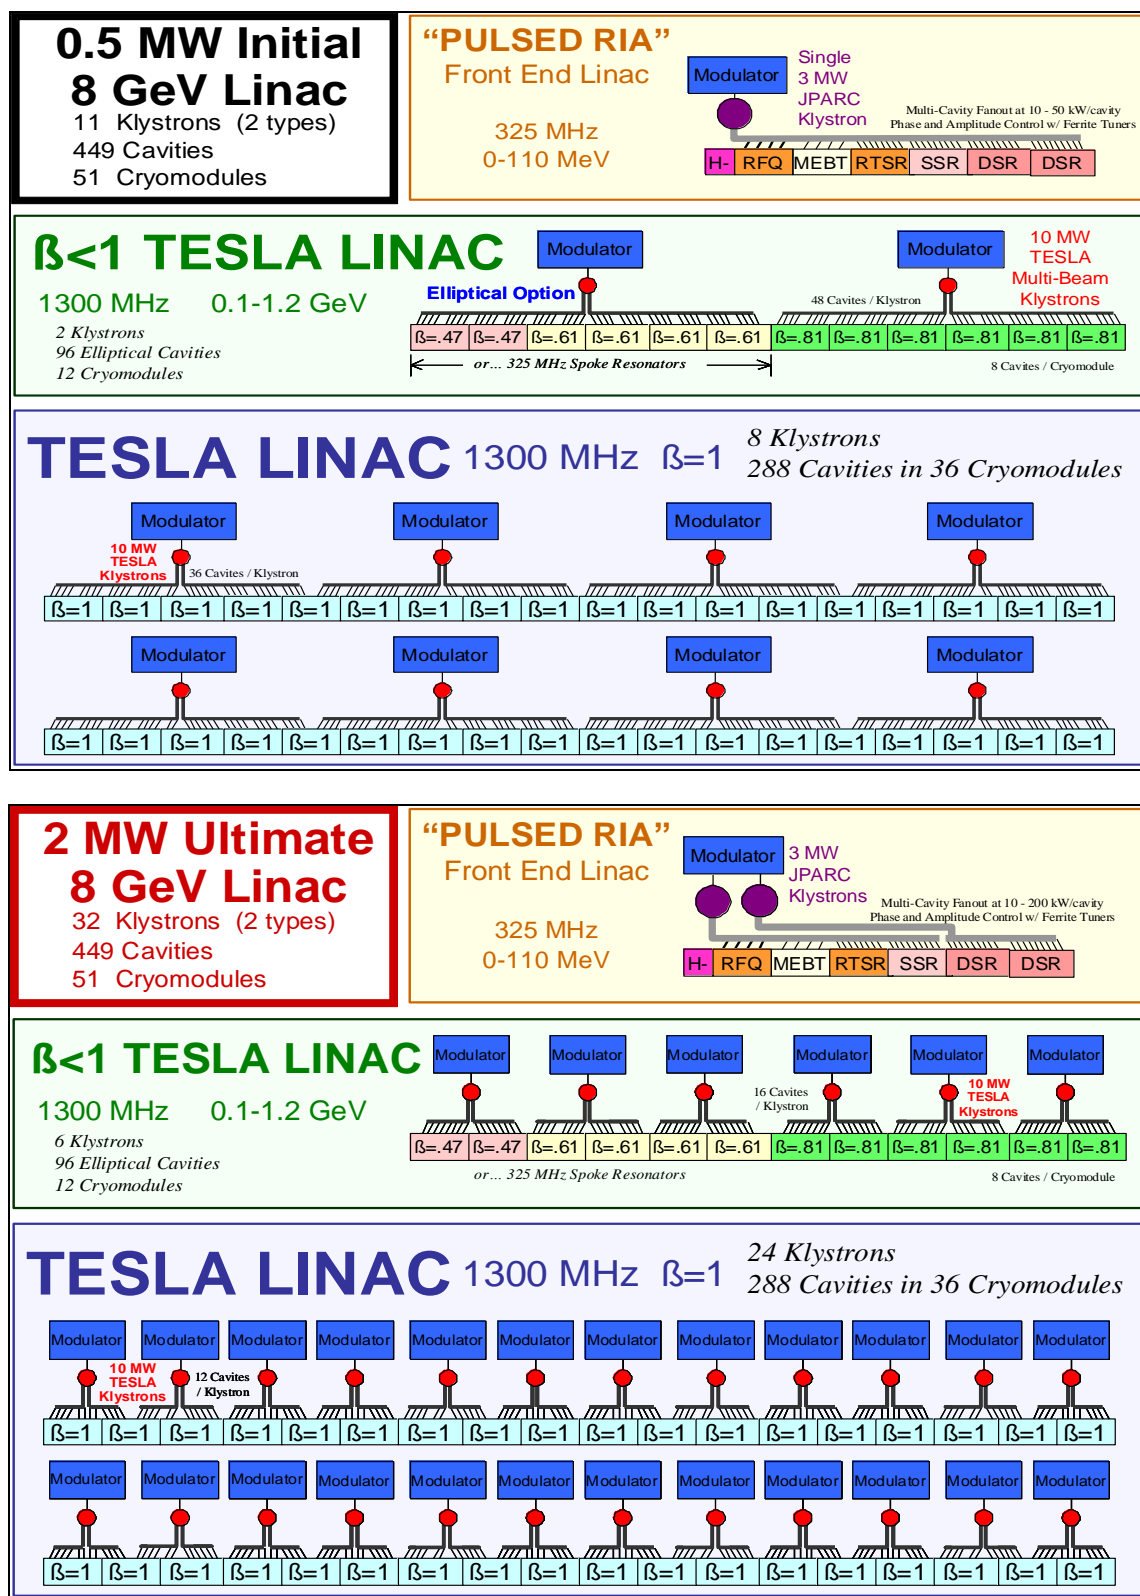 0.5 MW Initial
8 GeV Linac
11 Klystrons (2 types)
449 Cavities
51 Cryomodules
“PULSED RIA”
Front End Linac
325 MHz
0-110 MeV
Modulator
Single
3 MW
JPARC
Klystron
Multi-Cavity Fanout at 10 - 50 kW/cavity
Phase and Amplitude Control w/ Ferrite Tuners
H- RFQ MEBT RTSR SSR DSR DSR
ß<1 TESLA LINAC
1300 MHz 0.1-1.2 GeV
2 Klystrons
96 Elliptical Cavities
12 Cryomodules
Modulator Modulator
Elliptical Option
48 Cavites / Klystron
10 MW
TESLA
Multi-Beam
Klystrons
ß=.47 ß=.47 ß=.61 ß=.61 ß=.61 ß=.61 ß=.81 ß=.81 ß=.81 ß=.81 ß=.81 ß=.81
or... 325 MHz Spoke Resonators
8 Cavites / Cryomodule
TESLA LINAC 1300 MHz ß=1
8 Klystrons
288 Cavities in 36 Cryomodules
Modulator Modulator Modulator Modulator
10 MW
TESLA
Klystrons
36 Cavites / Klystron
ß=1 ß=1 ß=1 ß=1 ß=1 ß=1 ß=1 ß=1 ß=1 ß=1 ß=1 ß=1 ß=1 ß=1 ß=1 ß=1 ß=1 ß=1
Modulator Modulator Modulator Modulator
ß=1 ß=1 ß=1 ß=1 ß=1 ß=1 ß=1 ß=1 ß=1 ß=1 ß=1 ß=1 ß=1 ß=1 ß=1 ß=1 ß=1 ß=1
2 MW Ultimate
8 GeV Linac
32 Klystrons (2 types)
449 Cavities
51 Cryomodules
“PULSED RIA”
Front End Linac
325 MHz
0-110 MeV
Modulator
3 MW
JPARC
Klystrons
Multi-Cavity Fanout at 10 - 200 kW/cavity
Phase and Amplitude Control w/ Ferrite Tuners
H- RFQ MEBT RTSR SSR DSR DSR
ß<1 TESLA LINAC
1300 MHz 0.1-1.2 GeV
6 Klystrons
96 Elliptical Cavities
12 Cryomodules
Modulator Modulator Modulator Modulator Modulator Modulator
16 Cavites
/ Klystron
10 MW
TESLA
Klystrons
ß=.47 ß=.47 ß=.61 ß=.61 ß=.61 ß=.61 ß=.81 ß=.81 ß=.81 ß=.81 ß=.81 ß=.81
or... 325 MHz Spoke Resonators
8 Cavites / Cryomodule
TESLA LINAC 1300 MHz ß=1
24 Klystrons
288 Cavities in 36 Cryomodules
Modulator Modulator Modulator Modulator Modulator Modulator Modulator Modulator Modulator Modulator Modulator Modulator
10 MW
TESLA
Klystrons
12 Cavites
/ Klystron
ß=1 ß=1 ß=1 ß=1 ß=1 ß=1 ß=1 ß=1 ß=1 ß=1 ß=1 ß=1 ß=1 ß=1 ß=1 ß=1 ß=1 ß=1
Modulator Modulator Modulator Modulator Modulator Modulator Modulator Modulator Modulator Modulator Modulator Modulator
ß=1 ß=1 ß=1 ß=1 ß=1 ß=1 ß=1 ß=1 ß=1 ß=1 ß=1 ß=1 ß=1 ß=1 ß=1 ß=1 ß=1 ß=1